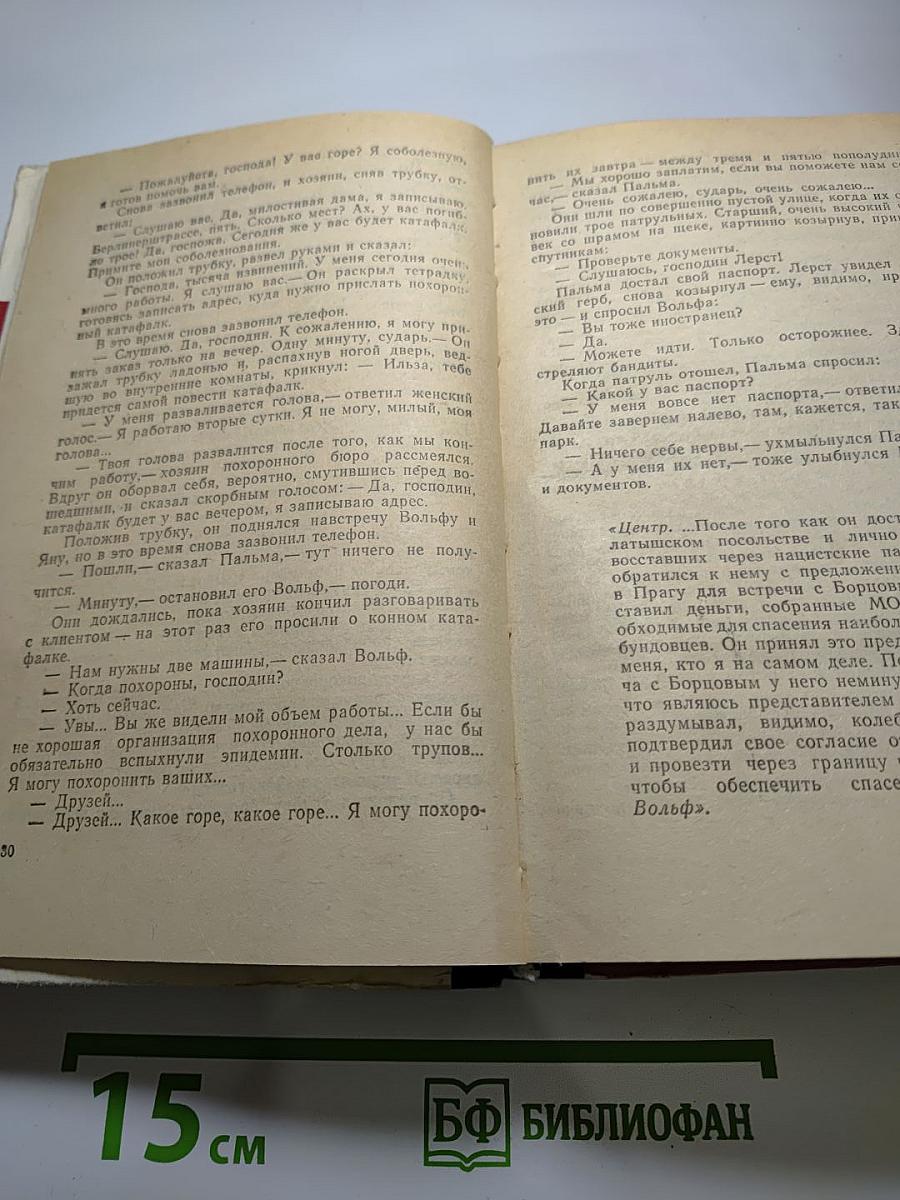 — Пожалуйста, господа! У вас горе? Я соболезную,
я готов помочь вам.
Снова зазвонил телефон, и хозяин, сняв трубку, от-
ветил:
— Слушаю вас. Да, милостивая дама, я записываю.
Берлинерштрассе, пять. Сколько мест? Ах, у вас погиб-
ло трое! Да, госпожа. Сегодня же у вас будет катафалк.
Примите мои соболезнования.
Он положил трубку, развел руками и сказал:
— Господа, тысяча извинений. У меня сегодня очень
много работы. Я слушаю вас.— Он раскрыл тетрадку,
готовясь записать адрес, куда нужно прислать похорон-
ный катафалк.
В это время снова зазвонил телефон.
— Слушаю. Да, господин. К сожалению, я могу при-
нять заказ только на вечер. Одну минуту, сударь.— Он
зажал трубку ладонью и, распахнув ногой дверь, вед-
шую во внутренние комнаты, крикнул: — Ильза, тебе
придется самой повести катафалк.
— У меня разваливается голова,— ответил женский
голос.— Я работаю вторые сутки. Я не могу, милый, моя
голова...
— Твоя голова развалится после того, как мы кон-
чим работу,— хозяин похоронного бюро рассмеялся.
Вдруг он оборвал себя, вероятно, смутившись перед во-
шедшими, и сказал скорбным голосом: — Да, господин,
катафалк будет у вас вечером, я записываю адрес.
Положив трубку, он поднялся навстречу Вольфу и
Яну, но в это время снова зазвонил телефон.
— Пошли,— сказал Пальма,— тут ничего не полу-
чится.
— Минуту,— остановил его Вольф,— погоди.
Они дождались, пока хозяин кончил разговаривать
с клиентом — на этот раз его просили о конном ката-
фалке.
— Нам нужны две машины,— сказал Вольф.
— Когда похороны, господин?
— Хоть сейчас.
— Увы... Вы же видели мой объем работы... Если бы
не хорошая организация похоронного дела, у нас бы
обязательно вспыхнули эпидемии. Столько трупов...
Я могу похоронить ваших...
— Друзей...
— Друзей... Какое горе, какое горе... Я могу похоро-
30
нить их завтра — между тремя и пятью
— Мы хорошо заплатим, если вы поможете нам
час,— сказал Пальма.
— Очень сожалею, сударь, очень сожалею...
Они шли по совершенно пустой улице, когда их
новили трое патрульных. Старший, очень высокий
век со шрамом на щеке, картинно козырнув,
спутникам:
— Проверьте документы.
— Слушаюсь, господин Лерст!
Пальма достал свой паспорт. Лерст увидел
ский герб, снова козырнул — ему, видимо,
это — и спросил Вольфа:
— Вы тоже иностранец?
— Да.
— Можете идти. Только осторожнее.
стреляют бандиты.
Когда патруль отошел, Пальма спросил:
— Какой у вас паспорт?
— У меня вовсе нет паспорта,—
Давайте завернем налево, там, кажется,
парк.
— Ничего себе нервы,— ухмыльнулся
— А у меня их нет,— тоже улыбнулся
и документов.
«Центр. ...После того как он
латышском посольстве и лично
восставших через нацистские
обратился к нему с
в Прагу для встречи с
ставил деньги, собранные
обходимые для спасения
бундовцев. Он принял это
меня, кто я на самом деле.
ча с Борцовым у него
что являюсь представителем
раздумывал, видимо,
подтвердил свое согласие
и провезти через границу
чтобы обеспечить
Вольф».
15 см
БФ БИБЛИОФАН